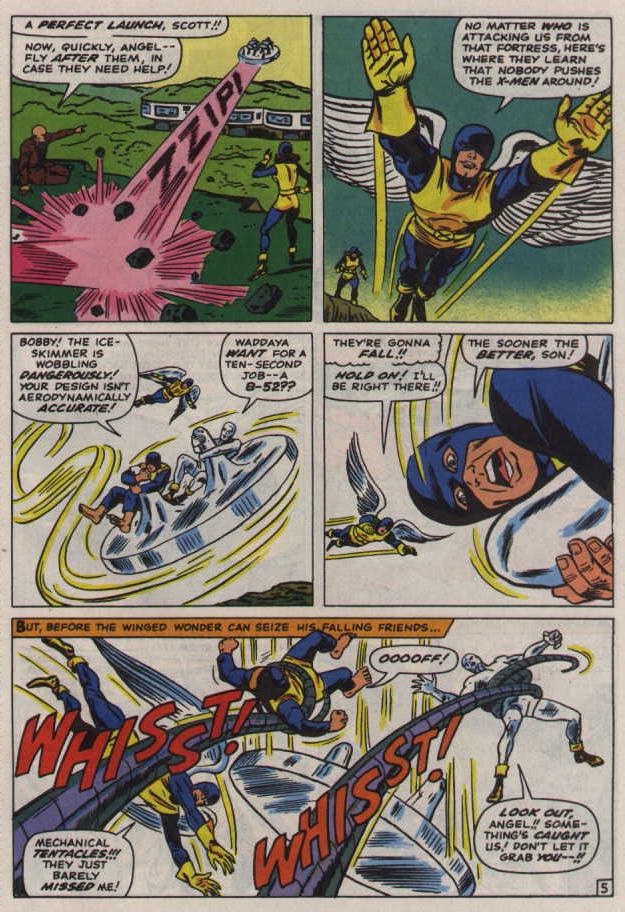 A PERFECT LAUNCH, SCOTT!!
NOW, QUICKLY, ANGEL--
FLY AFTER THEM, IN
CASE THEY NEED HELP!
ZZIP!
NO MATTER WHO IS
ATTACKING US FROM
THAT FORTRESS, HERE'S
WHERE THEY LEARN
THAT NOBODY PUSHES
THE X-MEN AROUND!
BOBBY! THE ICE-
SKIMMER IS
WOBBLING
DANGEROUSLY!
YOUR DESIGN ISN'T
AERODYNAMICALLY
ACCURATE!
WADDAYA
WANT FOR A
TEN-SECOND
JOB--A
B-52??
THEY'RE GONNA
FALL!!
HOLD ON! I'LL
BE RIGHT THERE!!
THE SOONER THE
BETTER, SON!
BUT, BEFORE THE WINGED WONDER CAN SEIZE HIS FALLING FRIENDS...
WHISST!
OOOOFF!
WHISST!
MECHANICAL
TENTACLES!!!
THEY JUST
BARELY
MISSED ME!
LOOK OUT,
ANGEL!! SOME-
THING'S CAUGHT
US! DON'T LET IT
GRAB YOU--!!
5